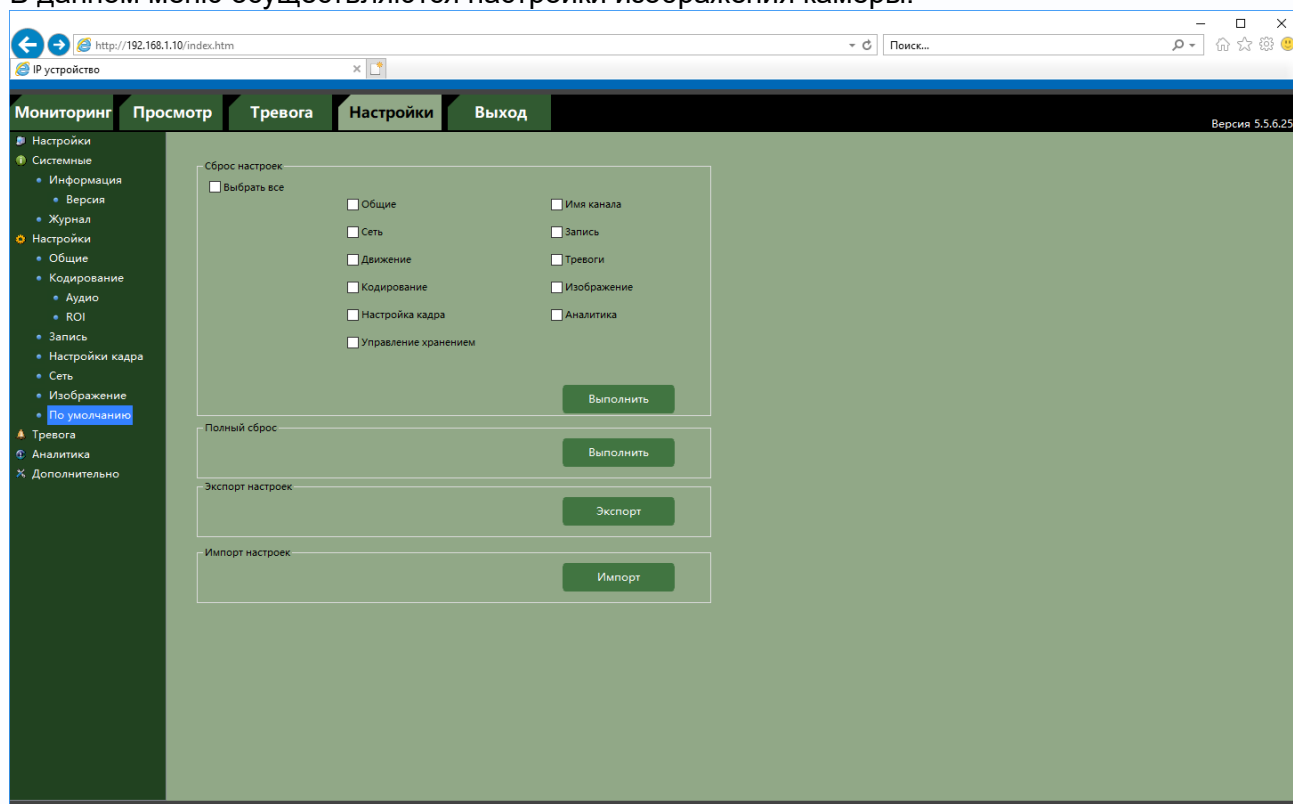 В данном меню осуществляются настройки изображения камеры.
http://192.168.1.10/index.htm
Поиск...
IP устройство
Мониторинг Просмотр Тревога Настройки Выход
Версия 5.5.6.25
Настройки
Системные
Информация
Версия
Журнал
Настройки
Общие
Кодирование
Аудио
ROI
Запись
Настройки кадра
Сеть
Изображение
По умолчанию
Тревога
Аналитика
Дополнительно
Сброс настроек
Выбрать все
Общие Имя канала
Сеть Запись
Движение Тревоги
Кодирование Изображение
Настройка кадра Аналитика
Управление хранением
Выполнить
Полный сброс
Выполнить
Экспорт настроек
Экспорт
Импорт настроек
Импорт